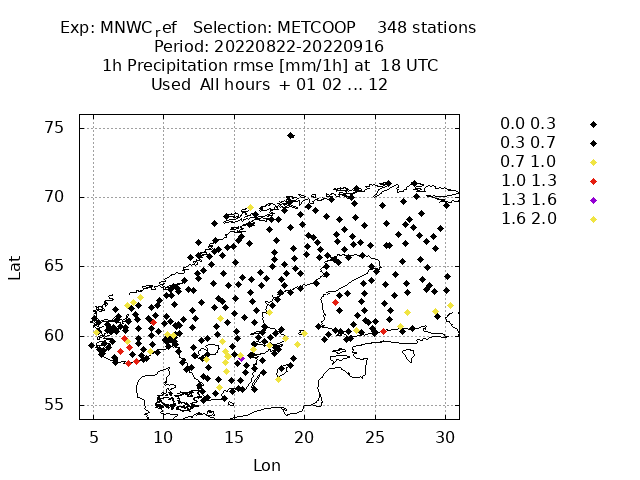 Exp: MNWCref Selection: METCOOP 348 stations
Period: 20220822-20220916
1h Precipitation rmse [mm/1h] at 18 UTC
Used All hours + 01 02 ... 12
75
70
65
60
55
Lat
5 10 15 20 25 30
Lon
0.0 0.3
0.3 0.7
0.7 1.0
1.0 1.3
1.3 1.6
1.6 2.0